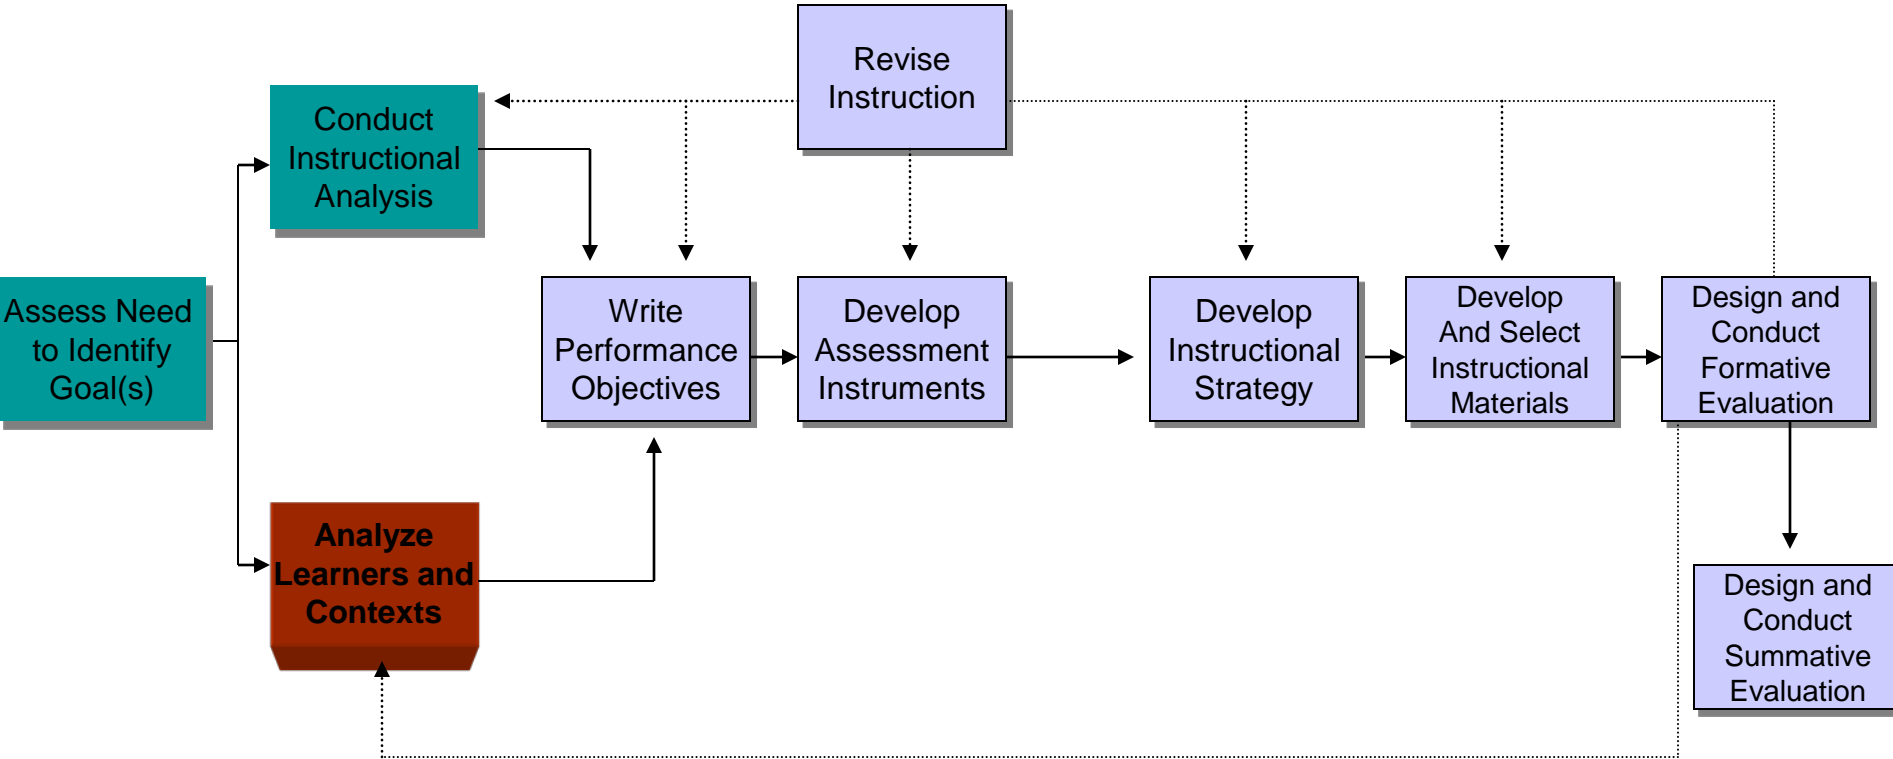 Revise
Instruction
Conduct
Instructional
Analysis
Assess Need
to Identify
Goal(s)
Write
Performance
Objectives
Develop
Assessment
Instruments
Develop
Instructional
Strategy
Develop
And Select
Instructional
Materials
Design and
Conduct
Formative
Evaluation
Analyze
Learners and
Contexts
Design and
Conduct
Summative
Evaluation